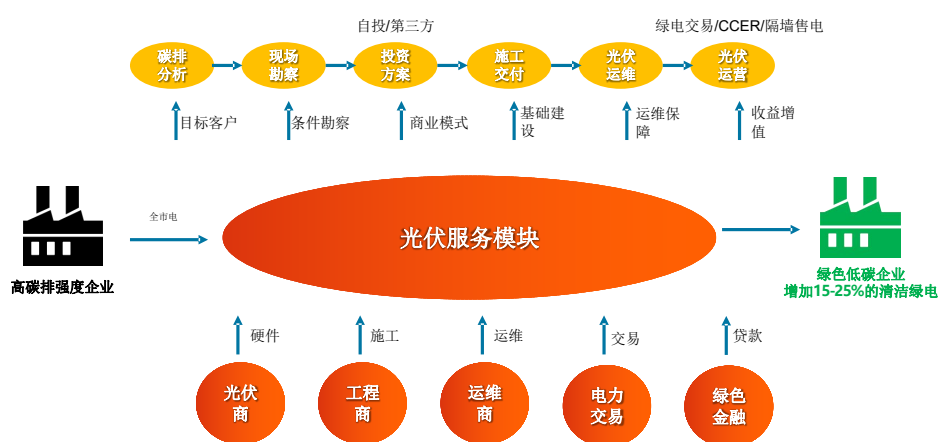 自投/第三方
绿电交易/CCER/隔墙售电
碳排
分析
现场
勘察
投资
方案
施工
交付
光伏
运维
光伏
运营
目标客户
条件勘察
商业模式
基础建
设
运维保
障
收益增
值
全市电
光伏服务模块
高碳排强度企业
绿色低碳企业
增加15-25%的清洁绿电
硬件
施工
运维
交易
贷款
光伏
商
工程
商
运维
商
电力
交易
绿色
金融